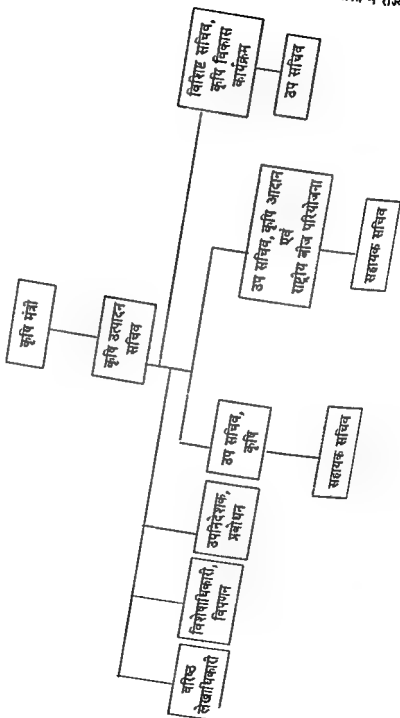 कृषि मंत्री
कृषि उत्पादन
सचिव
विशिष्ट सचिव,
कृषि विकास
कार्यक्रम
उप सचिव
उप सचिव, कृषि आदान
एवं
राष्ट्रीय बीज परियोजना
सहायक सचिव
उप सचिव,
कृषि
सहायक सचिव
उपनिदेशक,
प्रबोधन
विशेषाधिकारी,
विपणन
वरिष्ठ
लेखाधिकारी